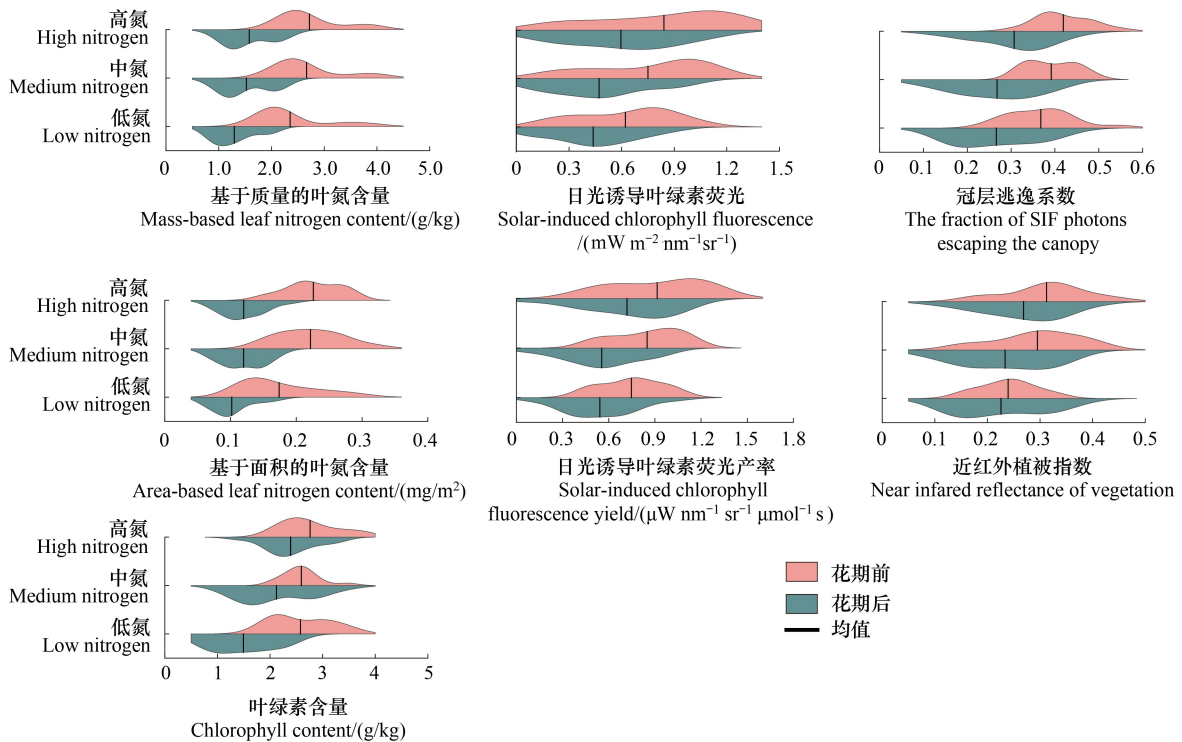 高氮
High nitrogen
中氮
Medium nitrogen
低氮
Low nitrogen
0 1.0 2.0 3.0 4.0 5.0
基于质量的叶氮含量
Mass-based leaf nitrogen content/(g/kg)
0 0.3 0.6 0.9 1.2 1.5
日光诱导叶绿素荧光
Solar-induced chlorophyll fluorescence
/(mW m⁻² nm⁻¹sr⁻¹)
0 0.1 0.2 0.3 0.4 0.5 0.6
冠层逃逸系数
The fraction of SIF photons
escaping the canopy
高氮
High nitrogen
中氮
Medium nitrogen
低氮
Low nitrogen
0 0.1 0.2 0.3 0.4
基于面积的叶氮含量
Area-based leaf nitrogen content/(mg/m²)
0 0.3 0.6 0.9 1.2 1.5 1.8
日光诱导叶绿素荧光产率
Solar-induced chlorophyll
fluorescence yield/(μW nm⁻¹ sr⁻¹ μmol⁻¹ s)
0 0.1 0.2 0.3 0.4 0.5
近红外植被指数
Near infared reflectance of vegetation
高氮
High nitrogen
中氮
Medium nitrogen
低氮
Low nitrogen
0 1 2 3 4 5
叶绿素含量
Chlorophyll content/(g/kg)
花期前
花期后
均值